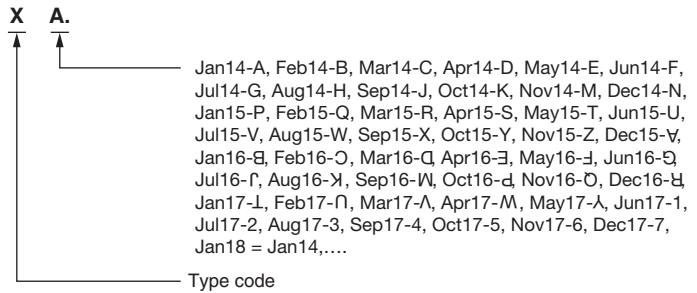 X A.
Jan14-A, Feb14-B, Mar14-C, Apr14-D, May14-E, Jun14-F,
Jul14-G, Aug14-H, Sep14-J, Oct14-K, Nov14-M, Dec14-N,
Jan15-P, Feb15-Q, Mar15-R, Apr15-S, May15-T, Jun15-U,
Jul15-V, Aug15-W, Sep15-X, Oct15-Y, Nov15-Z, Dec15-∀,
Jan16-ᗺ, Feb16-Ɔ, Mar16-ᗡ, Apr16-Ǝ, May16-Ⅎ, Jun16-⅁,
Jul16-ſ, Aug16-ꓘ, Sep16-M, Oct16-Ԁ, Nov16-Ò, Dec16-ᴚ,
Jan17-⊥, Feb17-∩, Mar17-Λ, Apr17-W, May17-⅄, Jun17-1,
Jul17-2, Aug17-3, Sep17-4, Oct17-5, Nov17-6, Dec17-7,
Jan18 = Jan14,....
Type code